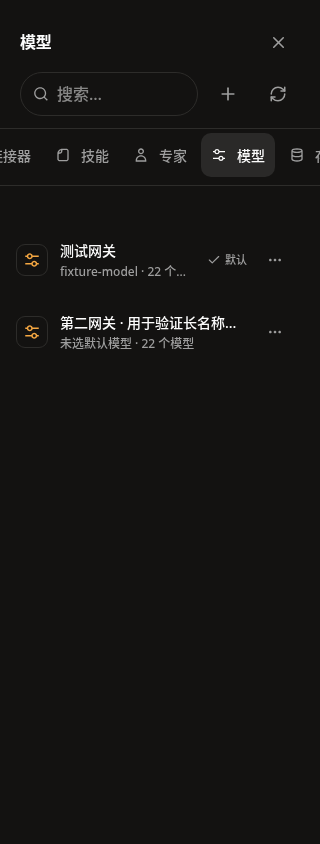 模型
搜索...
连接器 技能 专家 模型
测试网关
默认
fixture-model · 22 个...
第二网关 · 用于验证长名称...
未选默认模型 · 22 个模型